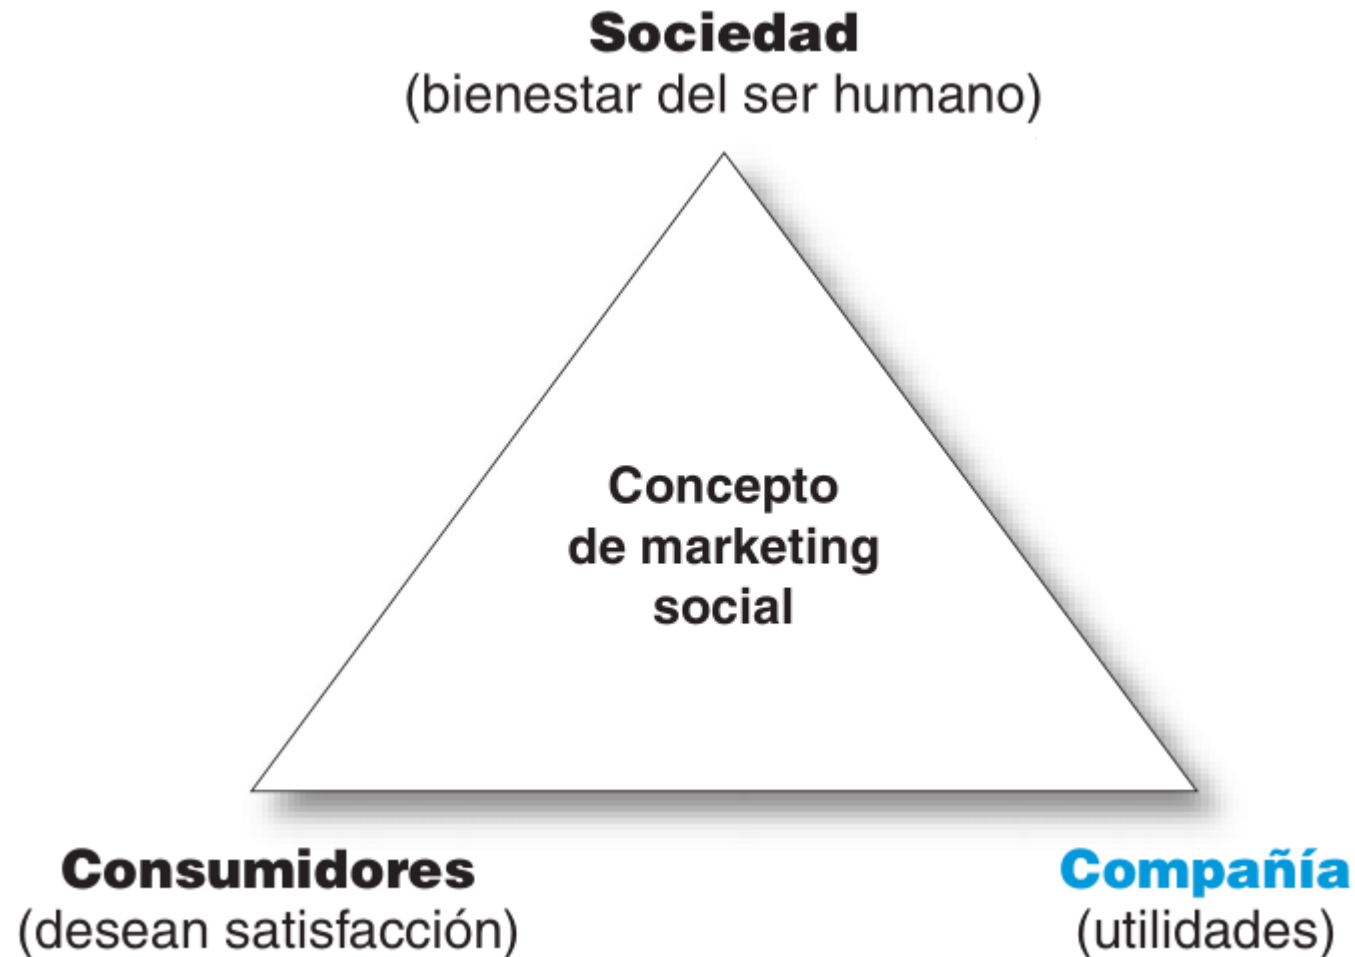 Sociedad
(bienestar del ser humano)
Concepto
de marketing
social
Consumidores
(desean satisfacción)
Compañía
(utilidades)